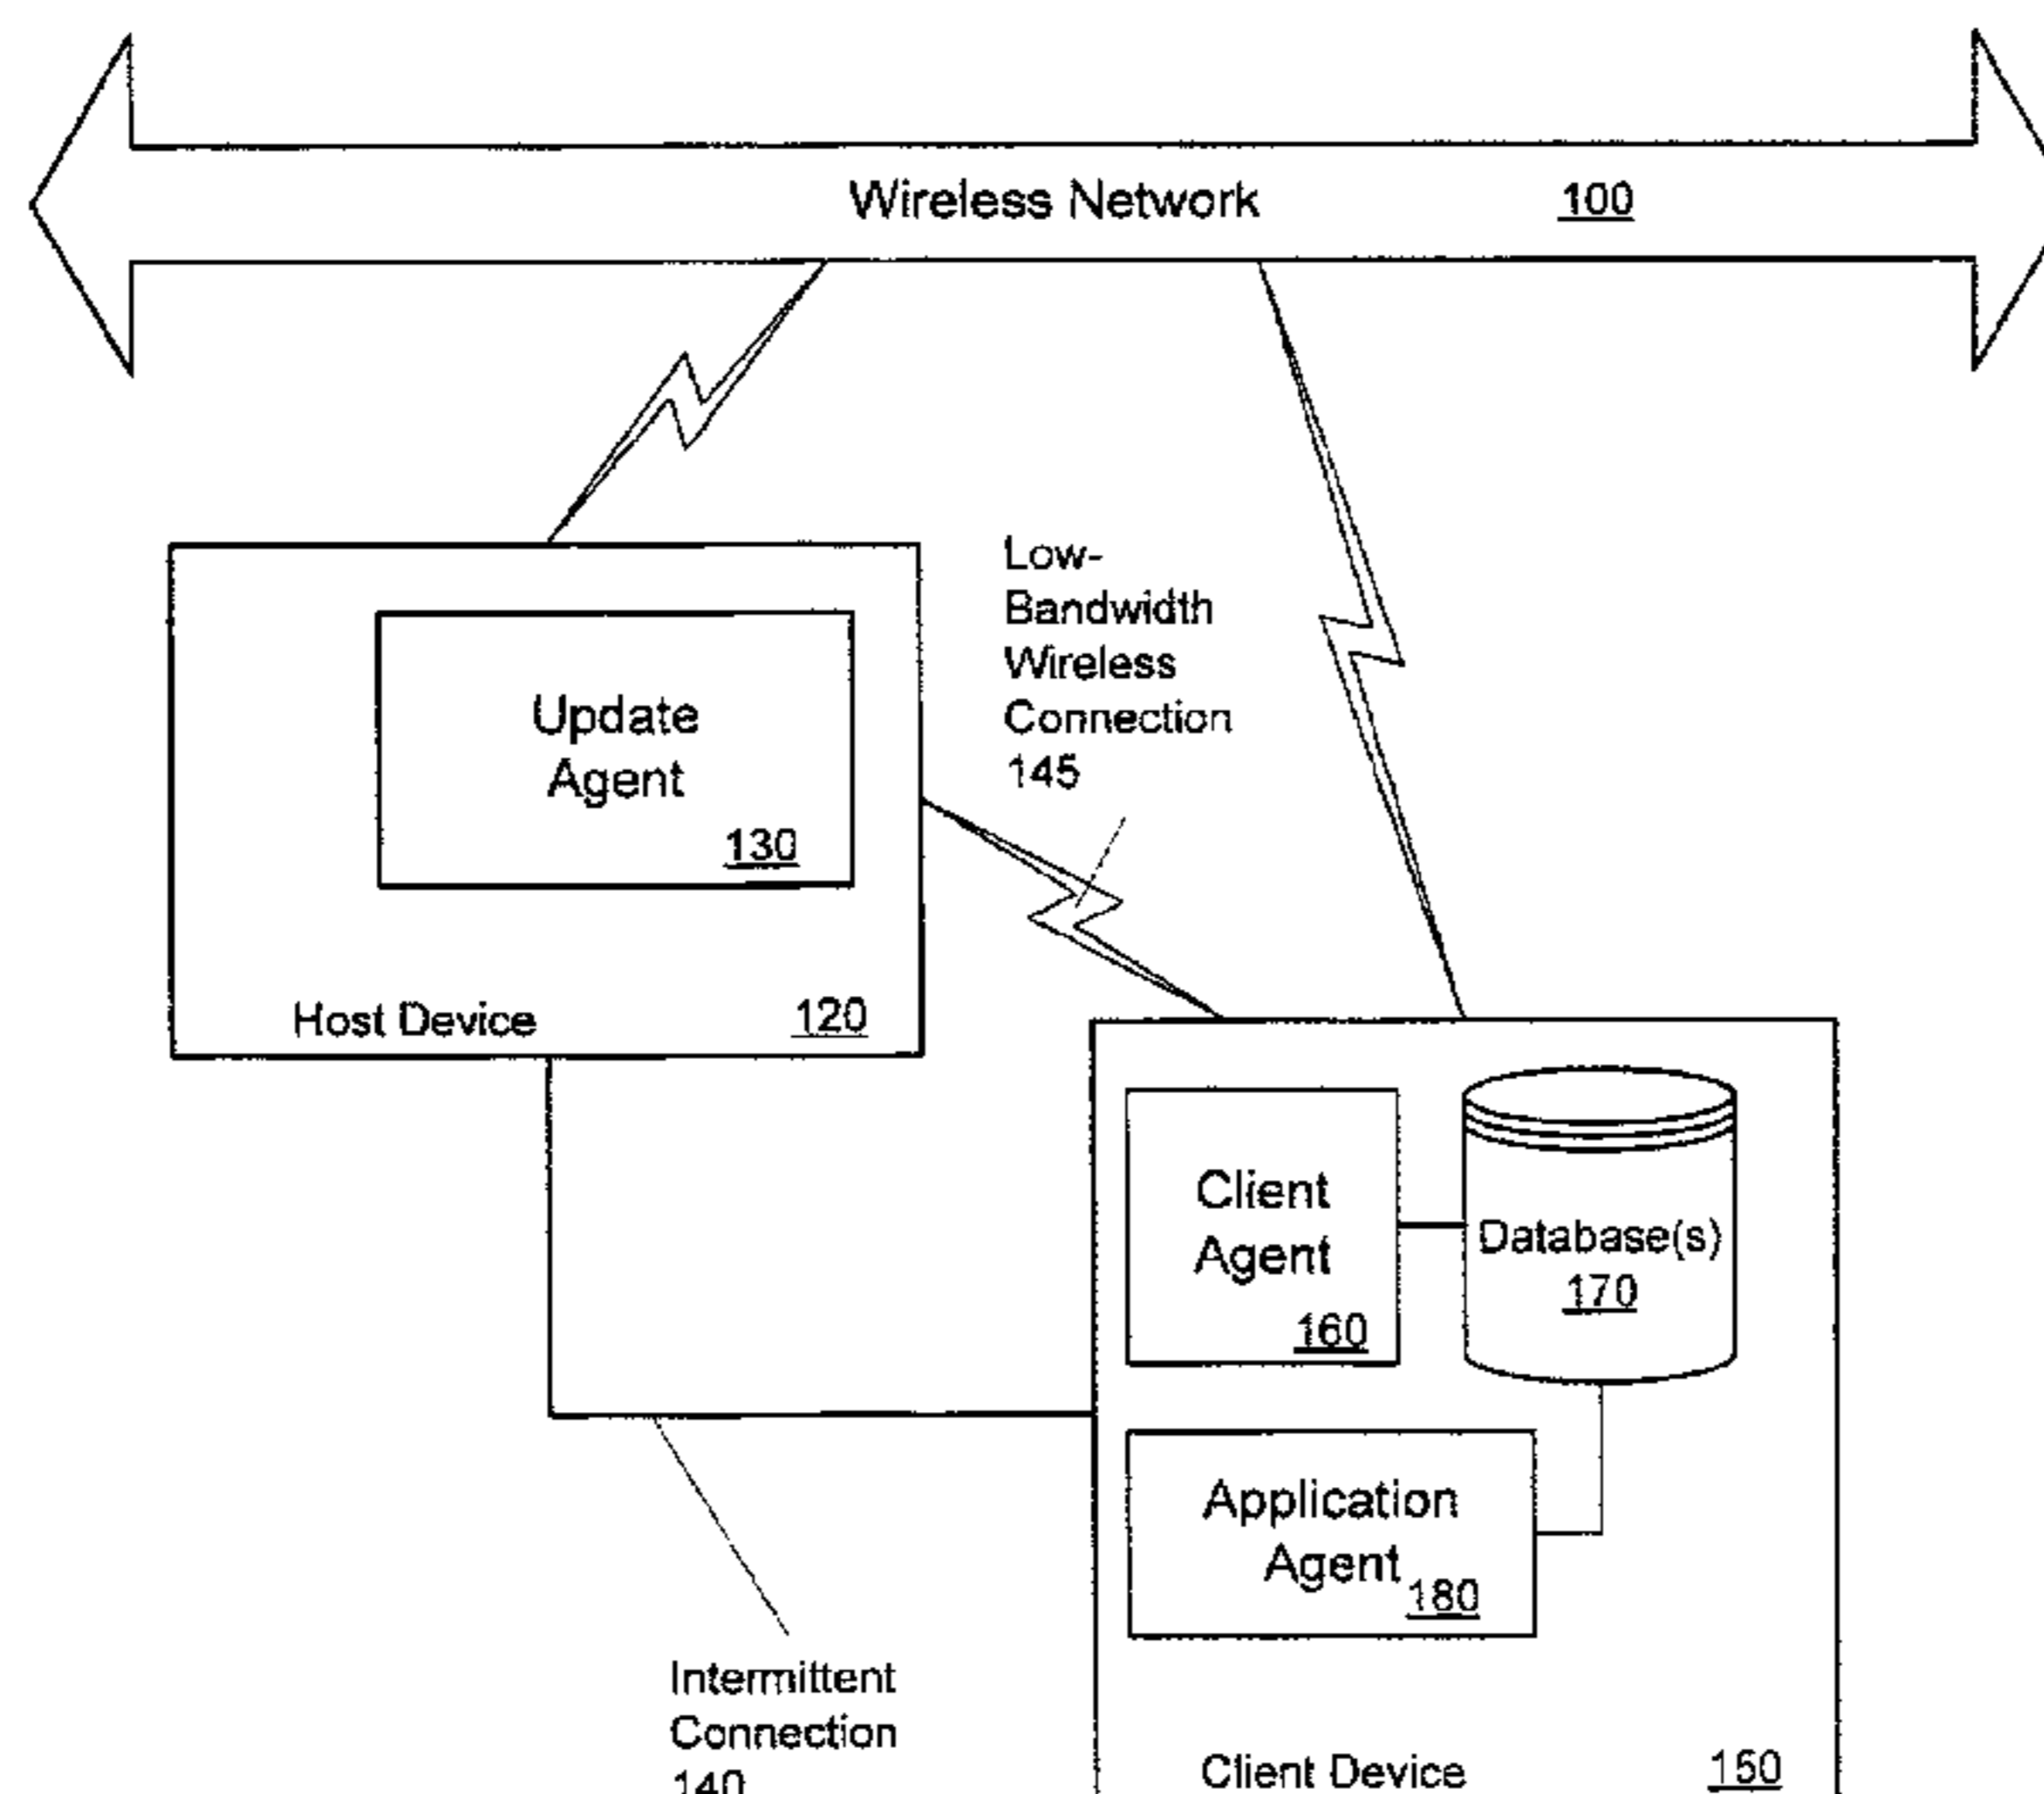 Wireless Network 100
Low-
Bandwidth
Wireless
Connection
145
Update
Agent
130
Host Device 120
Client
Agent
160
Database(s)
170
Application
Agent
180
Intermittent
Connection
140
Client Device 150